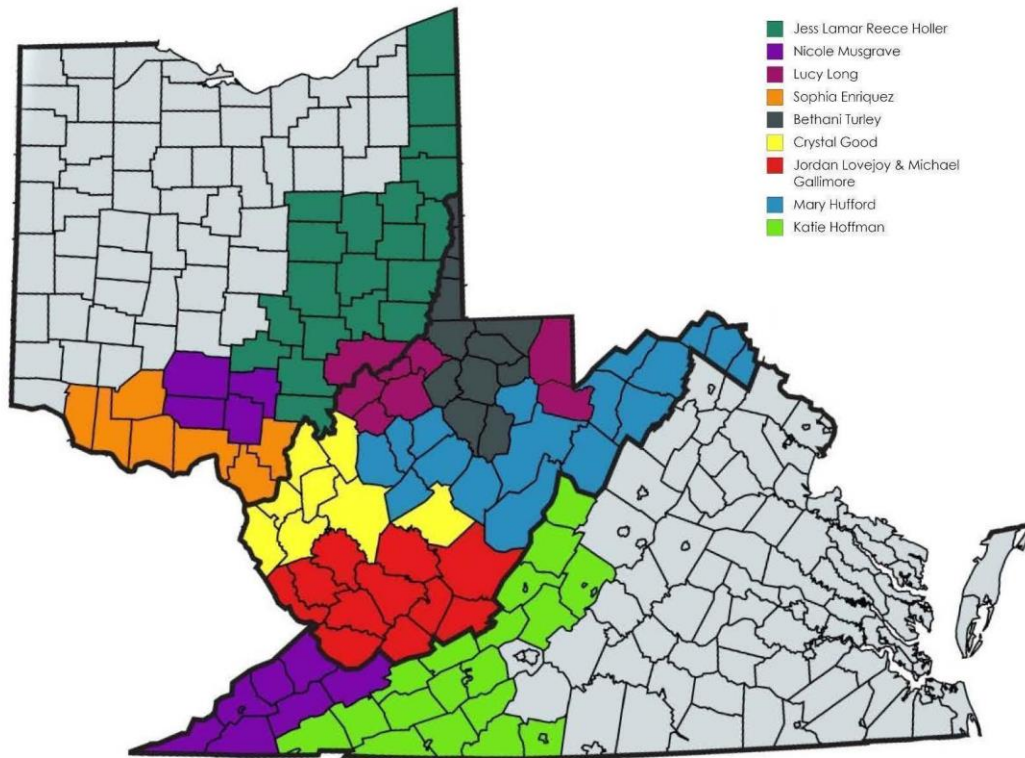 Jess Lamar Reece Holler
Nicole Musgrave
Lucy Long
Sophia Enriquez
Bethani Turley
Crystal Good
Jordan Lovejoy & Michael
Gallimore
Mary Hufford
Katie Hoffman